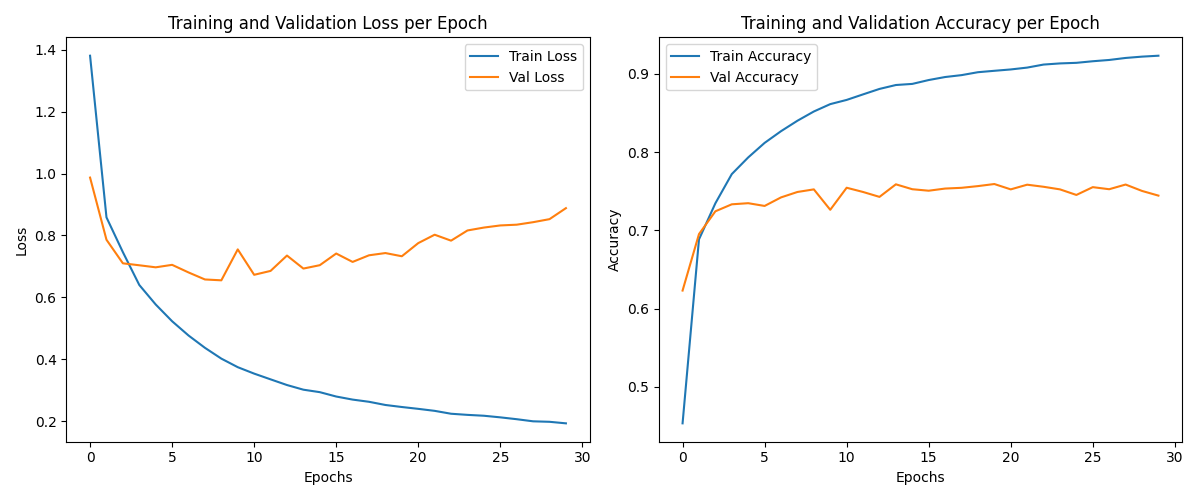 Training and Validation Loss per Epoch
Train Loss
Val Loss
1.4
1.2
1.0
0.8
0.6
0.4
0.2
Loss
0 5 10 15 20 25 30
Epochs
Training and Validation Accuracy per Epoch
Train Accuracy
Val Accuracy
0.9
0.8
0.7
0.6
0.5
Accuracy
0 5 10 15 20 25 30
Epochs